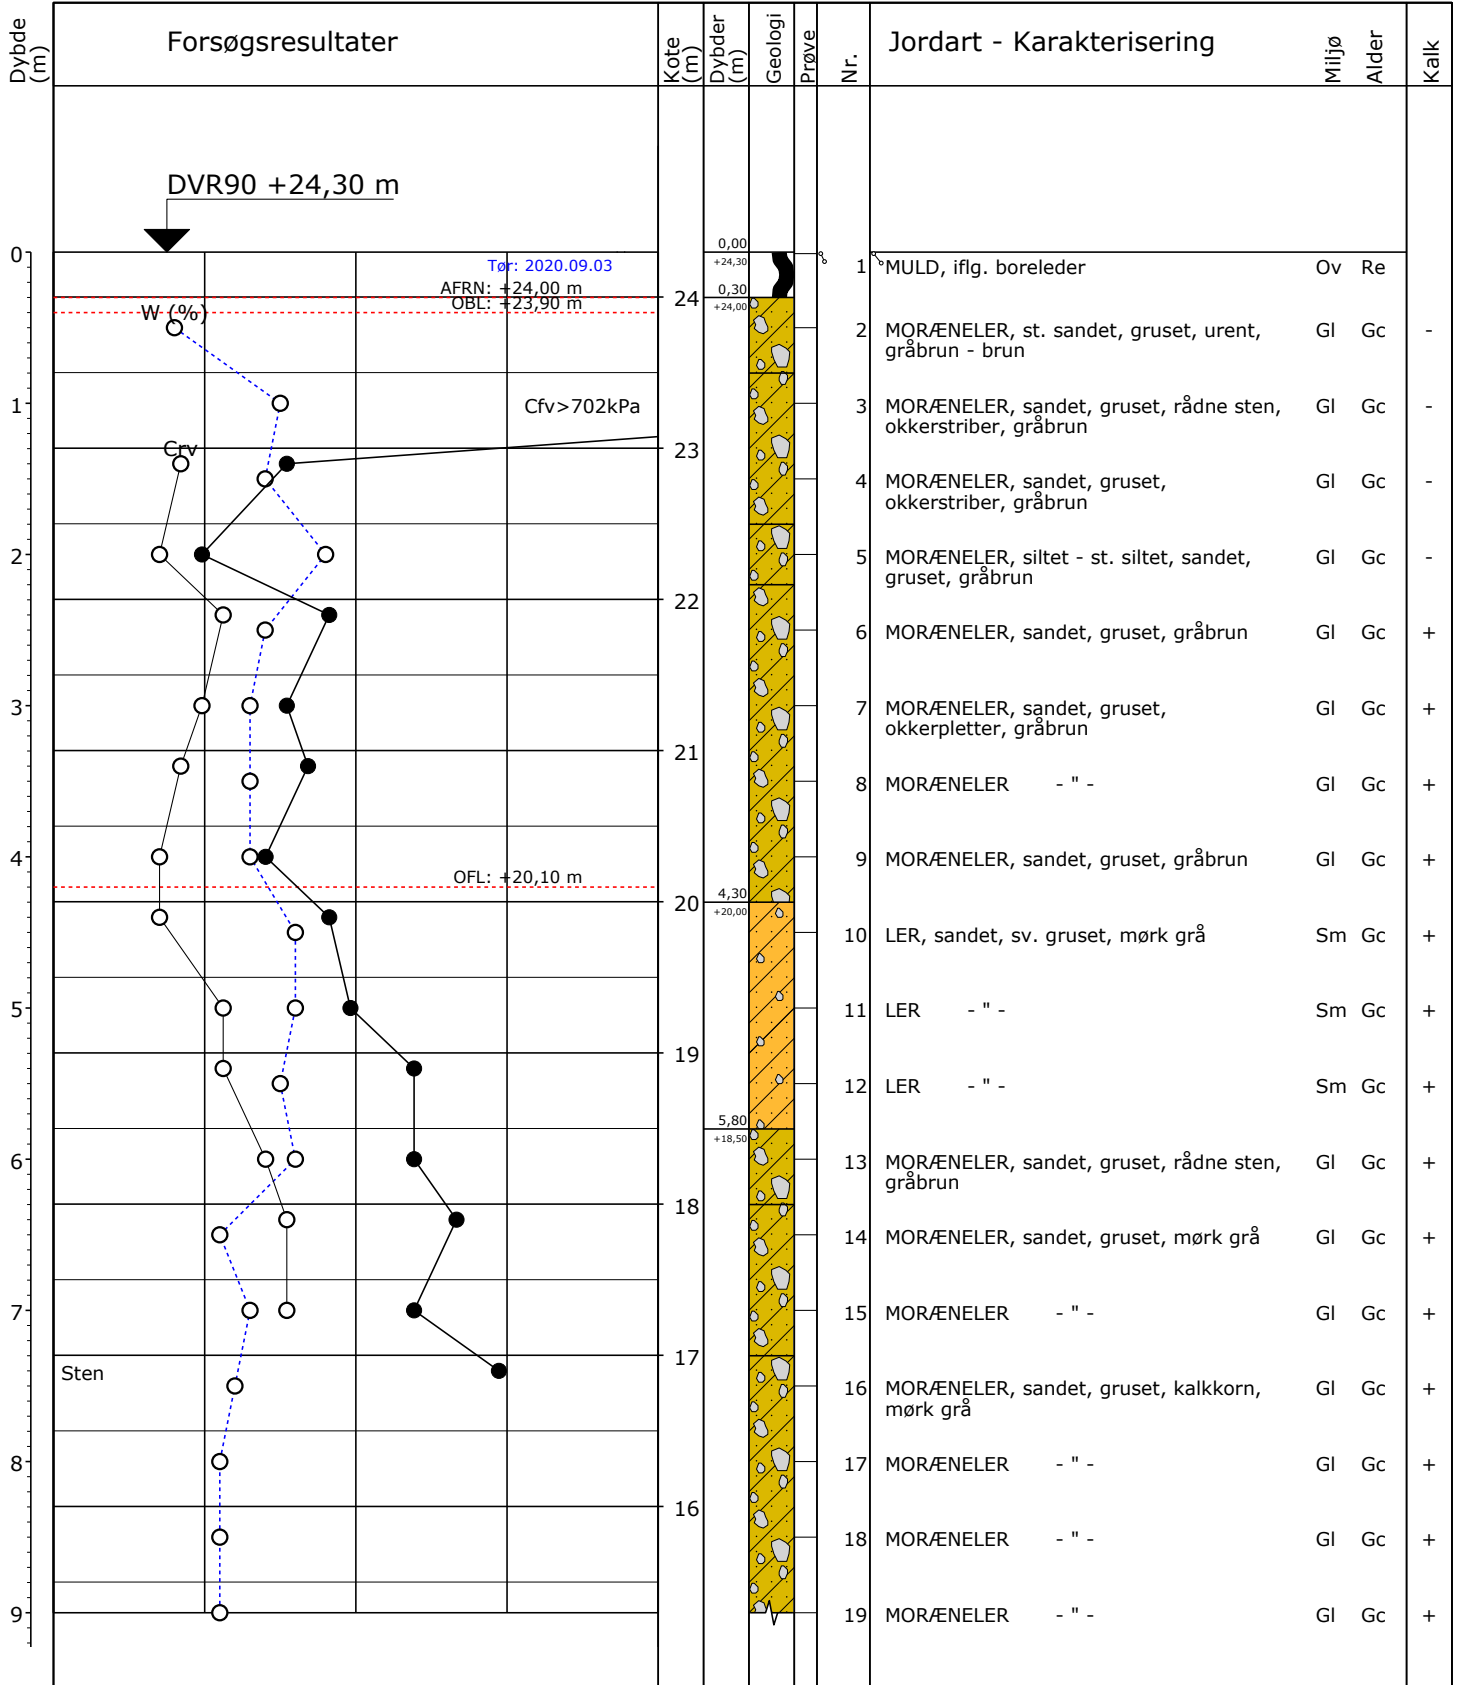 Dybde (m)
Forsøgsresultater
Kote (m)
Dybder (m)
Geologi
Prøve
Nr.
Jordart - Karakterisering
Miljø
Alder
Kalk
DVR90 +24,30 m
0
0,00
+24,30
Tør: 2020.09.03
1 MULD, iflg. boreleder Ov Re
AFRN: +24,00 m
24
0,30
+24,00
OBL: +23,90 m
W (%)
2 MORÆNELER, st. sandet, gruset, urent, Gl Gc -
gråbrun - brun
1
Cfv>702kPa
3 MORÆNELER, sandet, gruset, rådne sten, Gl Gc -
okkerstriber, gråbrun
Crv
23
4 MORÆNELER, sandet, gruset, Gl Gc -
okkerstriber, gråbrun
2
5 MORÆNELER, siltet - st. siltet, sandet, Gl Gc -
gruset, gråbrun
22
6 MORÆNELER, sandet, gruset, gråbrun Gl Gc +
3
7 MORÆNELER, sandet, gruset, Gl Gc +
okkerpletter, gråbrun
21
8 MORÆNELER - " - Gl Gc +
4
9 MORÆNELER, sandet, gruset, gråbrun Gl Gc +
OFL: +20,10 m
4,30
20
+20,00
10 LER, sandet, sv. gruset, mørk grå Sm Gc +
5
11 LER - " - Sm Gc +
19
12 LER - " - Sm Gc +
5,80
+18,50
6
13 MORÆNELER, sandet, gruset, rådne sten, Gl Gc +
gråbrun
18
14 MORÆNELER, sandet, gruset, mørk grå Gl Gc +
7
15 MORÆNELER - " - Gl Gc +
17
Sten
16 MORÆNELER, sandet, gruset, kalkkorn, Gl Gc +
mørk grå
8
17 MORÆNELER - " - Gl Gc +
16
18 MORÆNELER - " - Gl Gc +
9
19 MORÆNELER - " - Gl Gc +